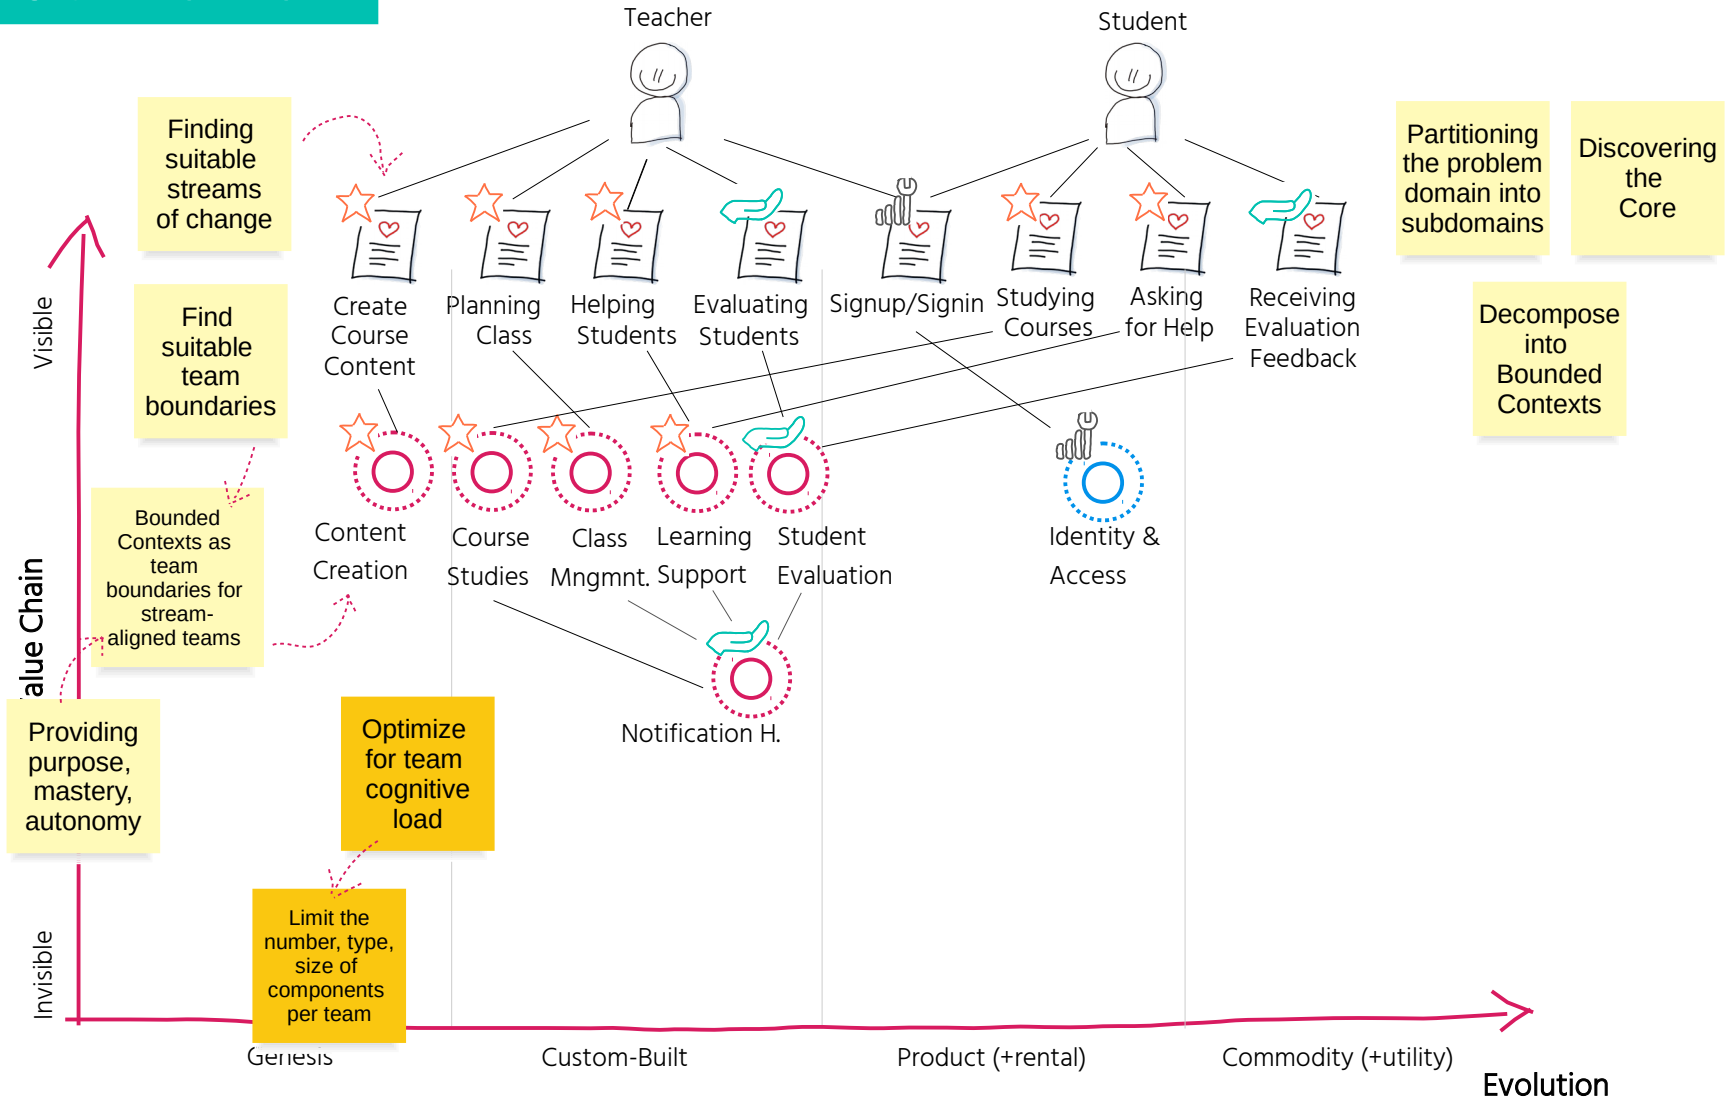 Teacher
Student
Finding
suitable
streams
of change
Partitioning
the problem
domain into
subdomains
Discovering
the
Core
Find
suitable
team
boundaries
Decompose
into
Bounded
Contexts
Visible
Create
Course
Content
Planning
Class
Helping
Students
Evaluating
Students
Signup/Signin
Studying
Courses
Asking
for Help
Receiving
Evaluation
Feedback
Bounded
Contexts as
team
boundaries for
stream-
aligned teams
Content
Creation
Course
Studies
Class
Mngmnt.
Learning
Support
Student
Evaluation
Identity &
Access
Notification H.
alue Chain
Providing
purpose,
mastery,
autonomy
Optimize
for team
cognitive
load
Limit the
number, type,
size of
components
per team
Invisible
Genesis
Custom-Built
Product (+rental)
Commodity (+utility)
Evolution